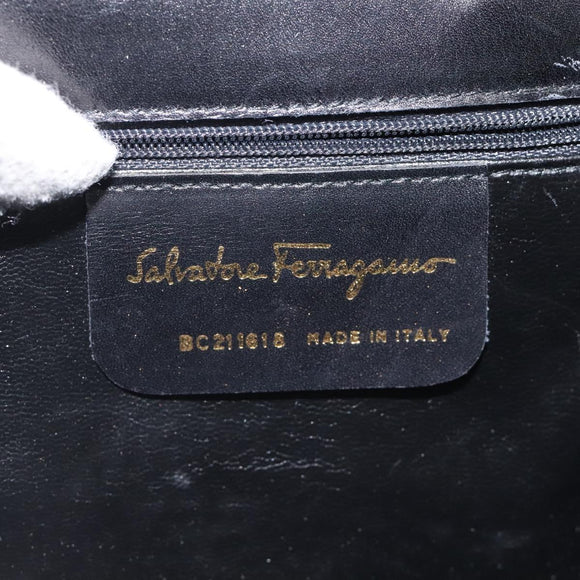 Salvatore Ferragamo
BC211618 MADE IN ITALY